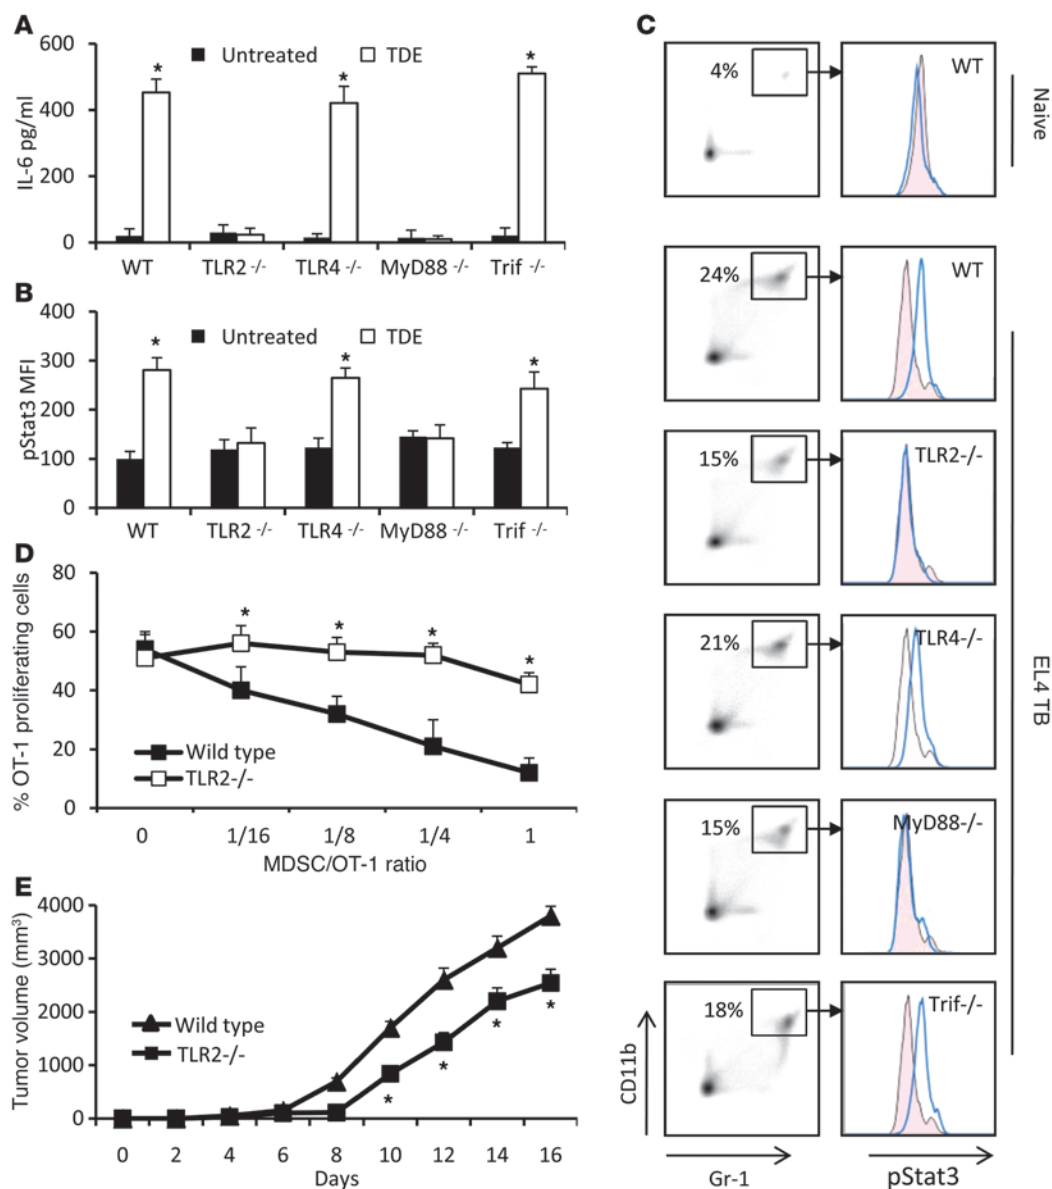 A
600
400
200
0
IL-6 pg/ml
Untreated TDE
* * *
WT TLR2 -/- TLR4 -/- MyD88 -/- Trif -/-
B
400
300
200
100
0
pStat3 MFI
Untreated TDE
* * *
WT TLR2 -/- TLR4 -/- MyD88 -/- Trif -/-
D
80
60
40
20
0
% OT-1 proliferating cells
* * * *
Wild type
TLR2-/-
0 1/16 1/8 1/4 1
MDSC/OT-1 ratio
E
4000
3000
2000
1000
0
Tumor volume (mm³)
Wild type
TLR2-/-
* * * *
0 2 4 6 8 10 12 14 16
Days
C
4% WT
Naive
24% WT
15% TLR2-/-
21% TLR4-/-
15% MyD88-/-
18% Trif-/-
EL4 TB
CD11b
Gr-1
pStat3